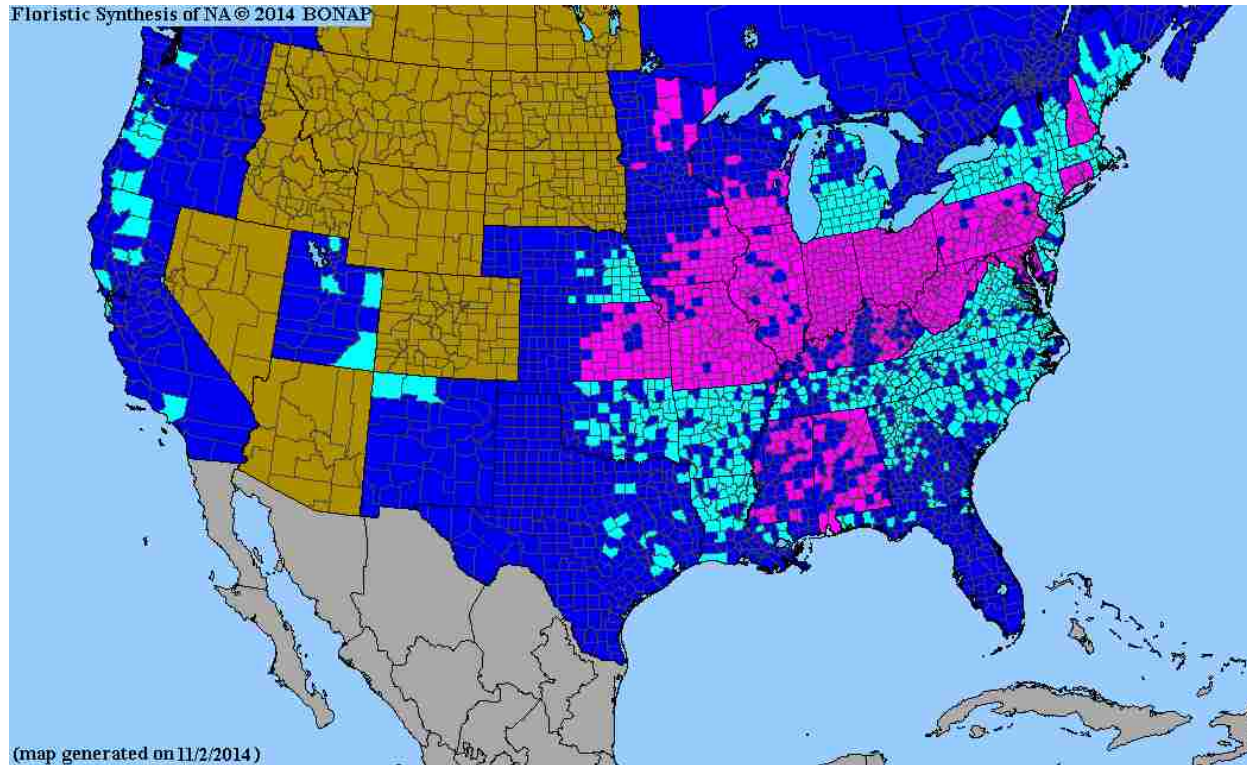 Floristic Synthesis of NA © 2014 BONAP
(map generated on 11/2/2014)